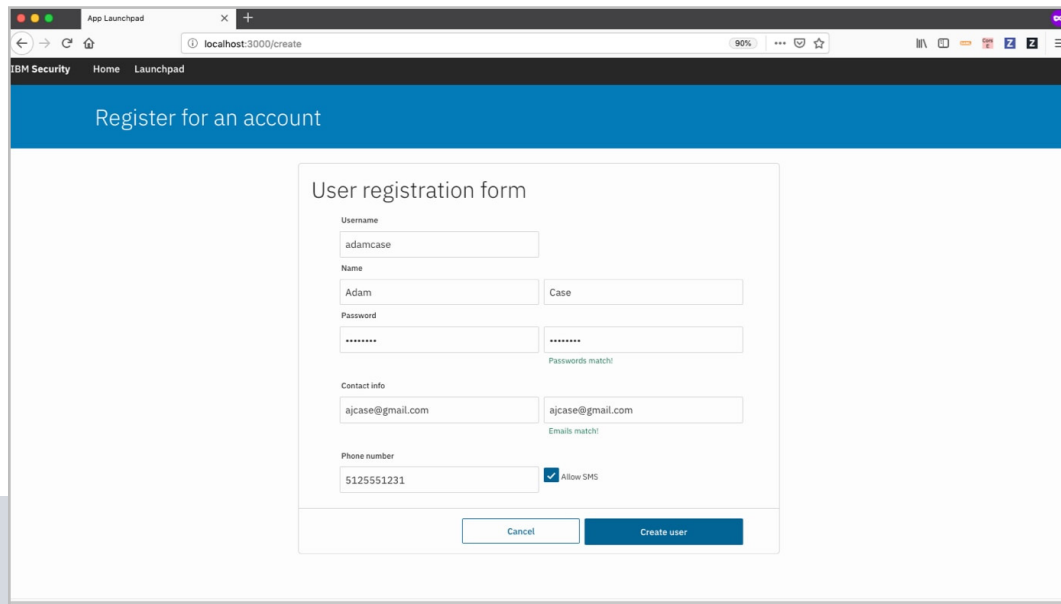 App Launchpad
localhost:3000/create
90%
IBM Security Home Launchpad
Register for an account
User registration form
Username
adamcase
Name
Adam Case
Password
•••••••• ••••••••
Passwords match!
Contact info
ajcase@gmail.com ajcase@gmail.com
Emails match!
Phone number
5125551231 Allow SMS
Cancel Create user